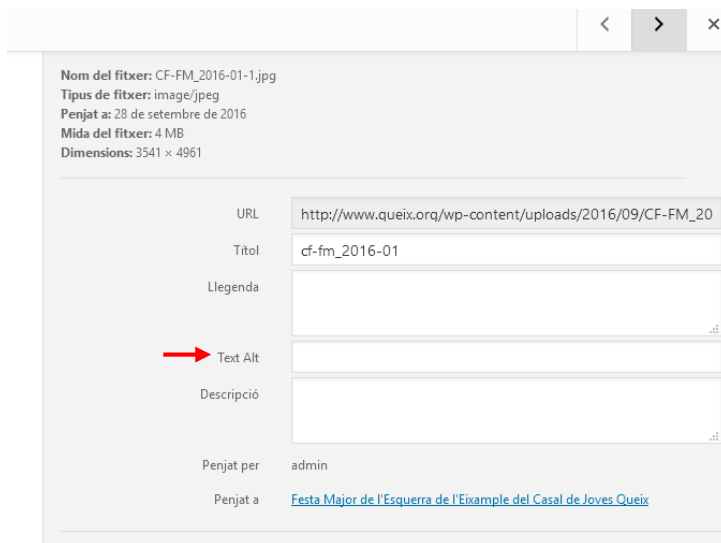 Nom del fitxer: CF-FM_2016-01-1.jpg
Tipus de fitxer: image/jpeg
Penjat a: 28 de setembre de 2016
Mida del fitxer: 4 MB
Dimensions: 3541 × 4961
URL http://www.queix.org/wp-content/uploads/2016/09/CF-FM_20
Títol cf-fm_2016-01
Llegenda
Text Alt
Descripció
Penjat per admin
Penjat a Festa Major de l'Esquerra de l'Eixample del Casal de Joves Queix